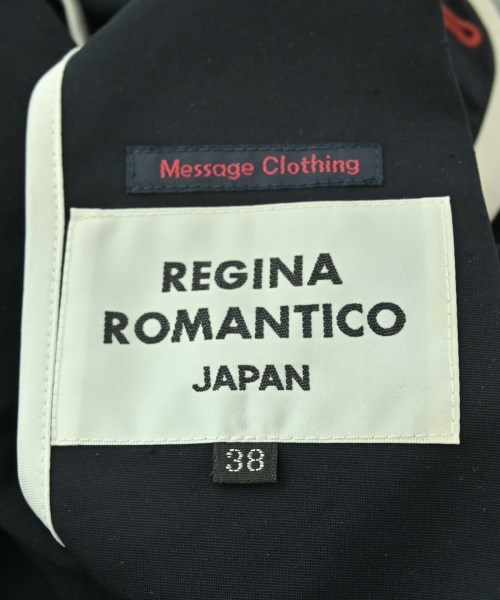 Message Clothing
REGINA
ROMANTICO
JAPAN
38